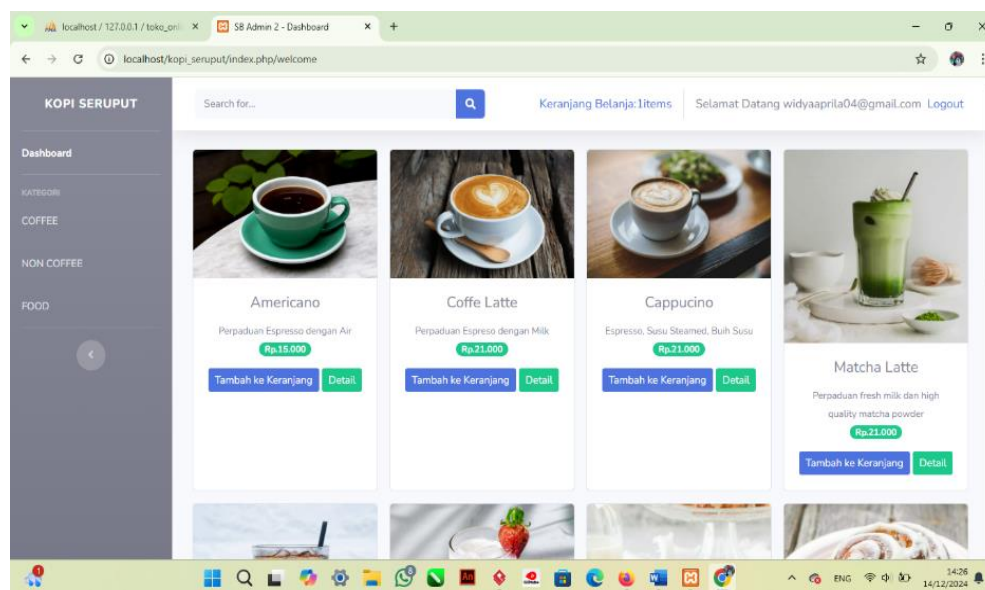 localhost / 127.0.0.1 / toko_onli
SB Admin 2 - Dashboard
localhost/kopi_seruput/index.php/welcome
KOPI SERUPUT
Search for...
Keranjang Belanja:1items
Selamat Datang widyaaprila04@gmail.com Logout
Dashboard
KATEGORI
COFFEE
NON COFFEE
FOOD
Americano
Perpaduan Espresso dengan Air
Rp.15.000
Tambah ke Keranjang
Detail
Coffe Latte
Perpaduan Espreso dengan Milk
Rp.21.000
Tambah ke Keranjang
Detail
Cappucino
Espresso, Susu Steamed, Buih Susu
Rp.21.000
Tambah ke Keranjang
Detail
Matcha Latte
Perpaduan fresh milk dan high
quality matcha powder
Rp.21.000
Tambah ke Keranjang
Detail
ENG
14:26
14/12/2024